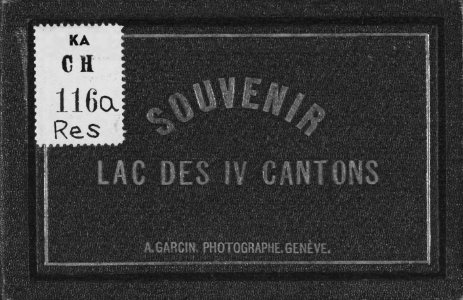 KA
CH
116a
Res
SOUVENIR
LAC DES IV CANTONS
A. GARCIN. PHOTOGRAPHE. GENÈVE.